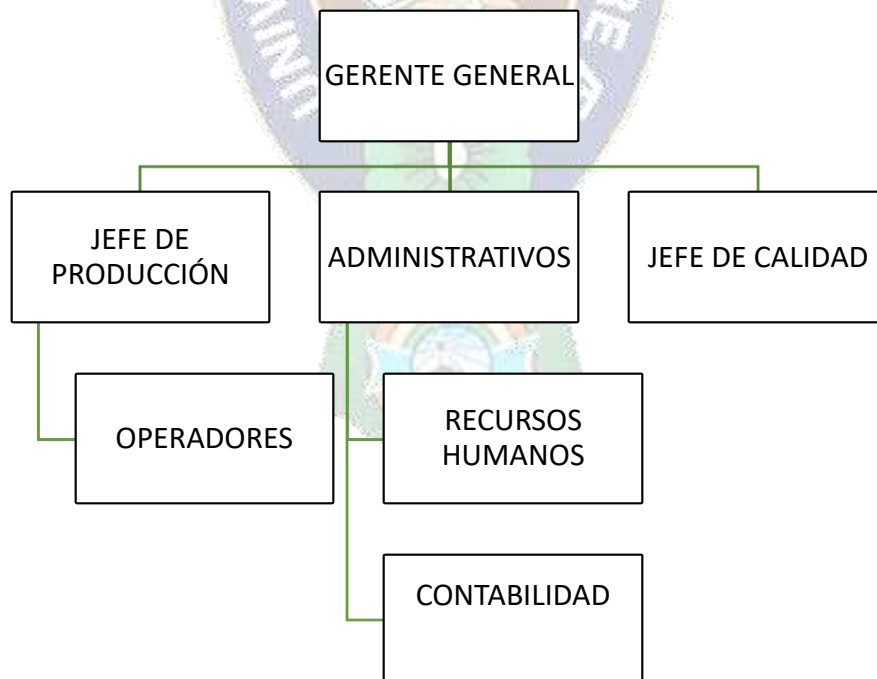 GERENTE GENERAL
JEFE DE
PRODUCCIÓN
ADMINISTRATIVOS
JEFE DE CALIDAD
OPERADORES
RECURSOS
HUMANOS
CONTABILIDAD